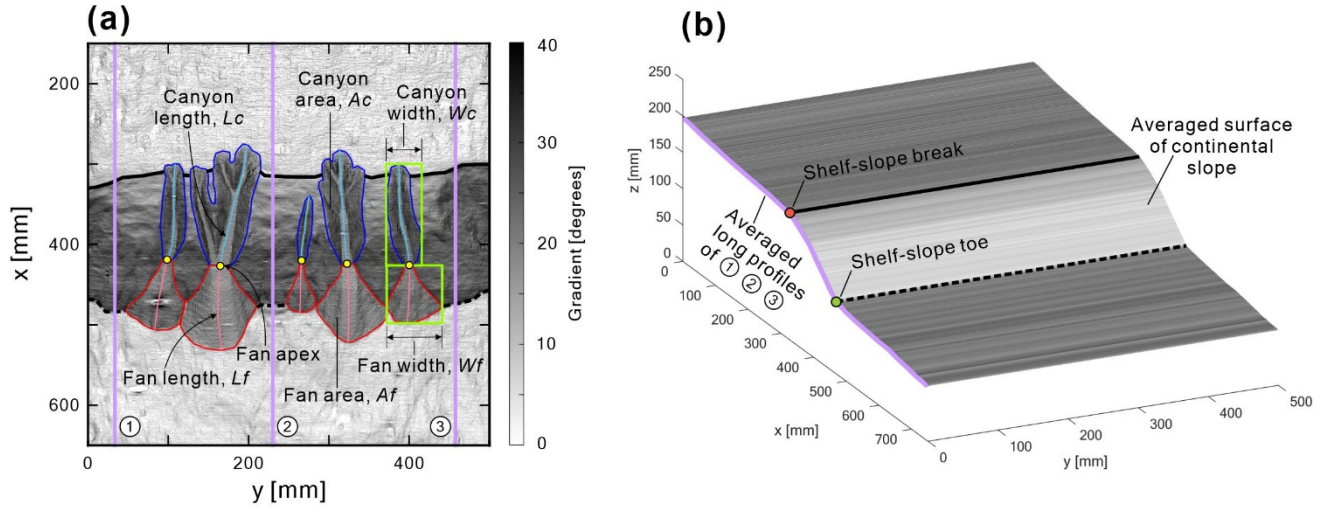 (a)
200
400
600
x [mm]
0
200
400
y [mm]
Canyon
length, Lc
Canyon
area, Ac
Canyon
width, Wc
Fan apex
Fan length, Lf
Fan area, Af
Fan width, Wf
①
②
③
40
30
20
10
0
Gradient [degrees]
(b)
250
200
150
100
50
0
z [mm]
Shelf-slope break
Averaged surface
of continental
slope
Averaged
long profiles
of ① ② ③
Shelf-slope toe
100
200
300
400
500
600
700
x [mm]
0
100
200
300
400
500
y [mm]